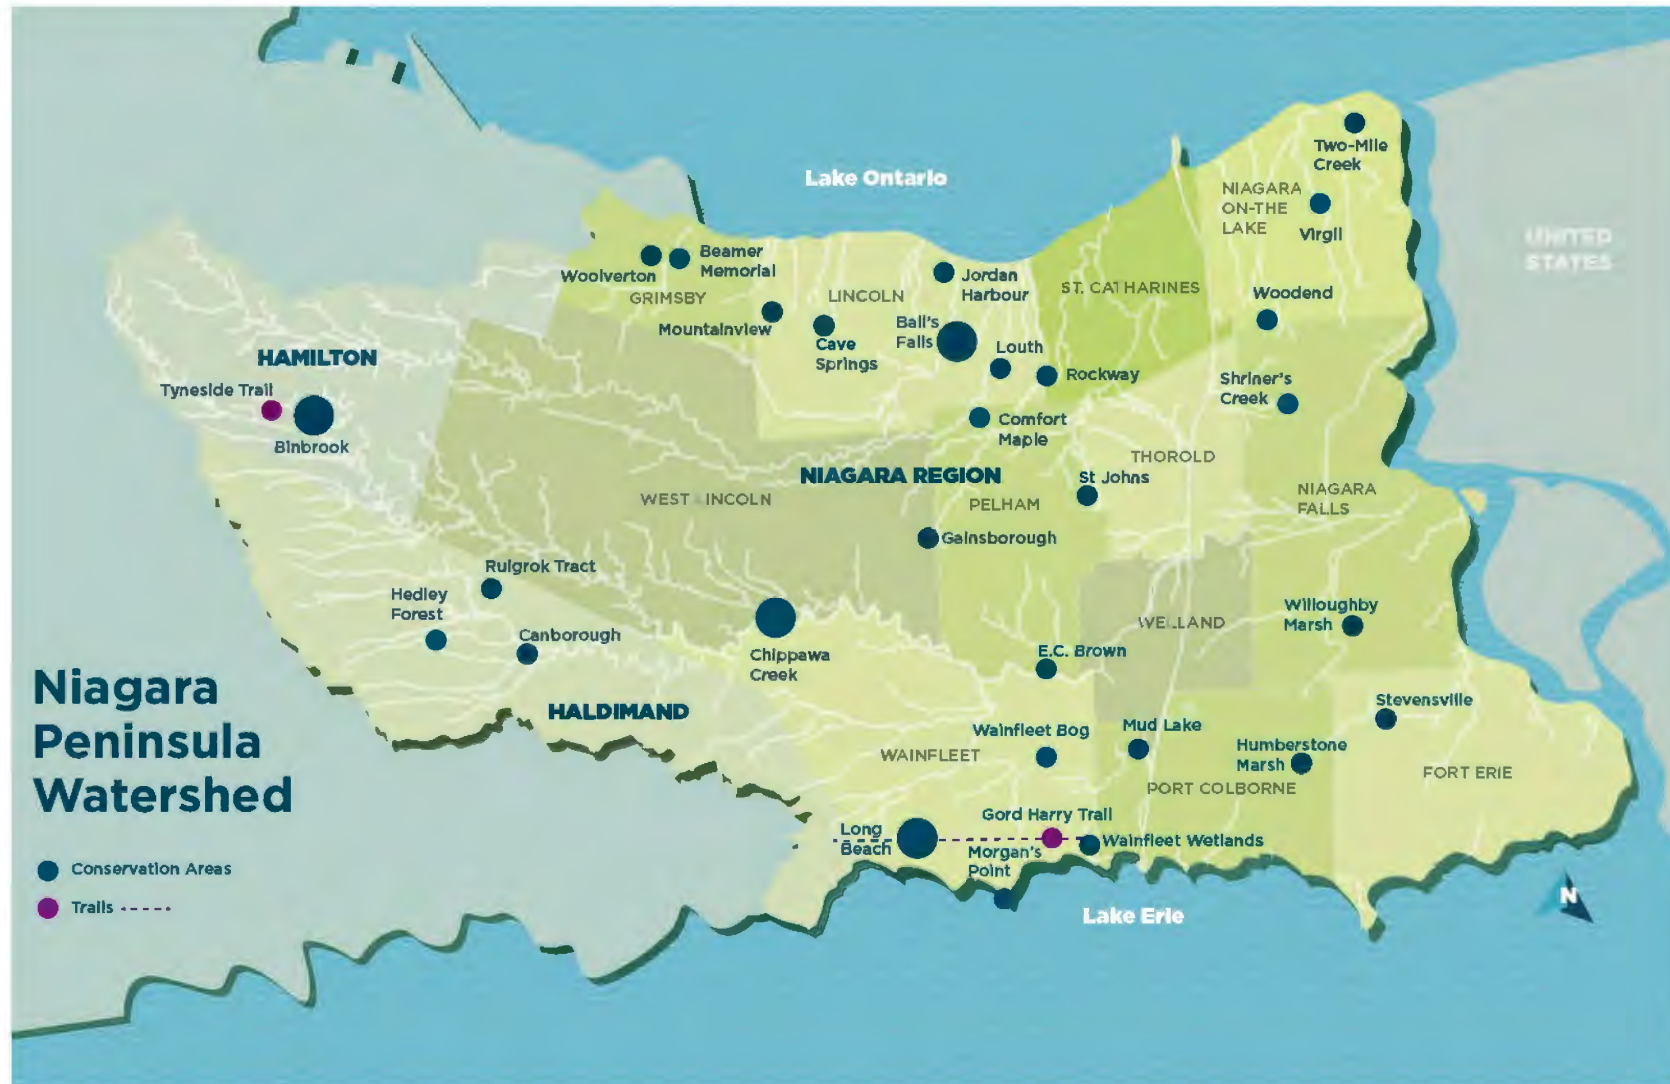 Lake Ontario
Two-Mile
Creek
NIAGARA
ON-THE
LAKE
Virgil
UNITED
STATES
Woolverton
Beamer
Memorial
GRIMSBY
Mountainview
LINCOLN
Cave
Springs
Jordan
Harbour
Ball's
Falls
Louth
Rockway
ST. CATHARINES
Woodend
Shriner's
Creek
HAMILTON
Tyneside Trail
Binbrook
Comfort
Maple
NIAGARA REGION
THOROLD
St Johns
WEST LINCOLN
PELHAM
NIAGARA
FALLS
Gainsborough
Ruigrok Tract
Hedley
Forest
Canborough
Chippawa
Creek
WELLAND
Willoughby
Marsh
E.C. Brown
HALDIMAND
Niagara
Peninsula
Watershed
Stevensville
Wainfleet Bog
Mud Lake
WAINFLEET
Humberstone
Marsh
FORT ERIE
PORT COLBORNE
Gord Harry Trail
Long
Beach
Wainfleet Wetlands
Morgan's
Point
Conservation Areas
Trails
Lake Erie
N